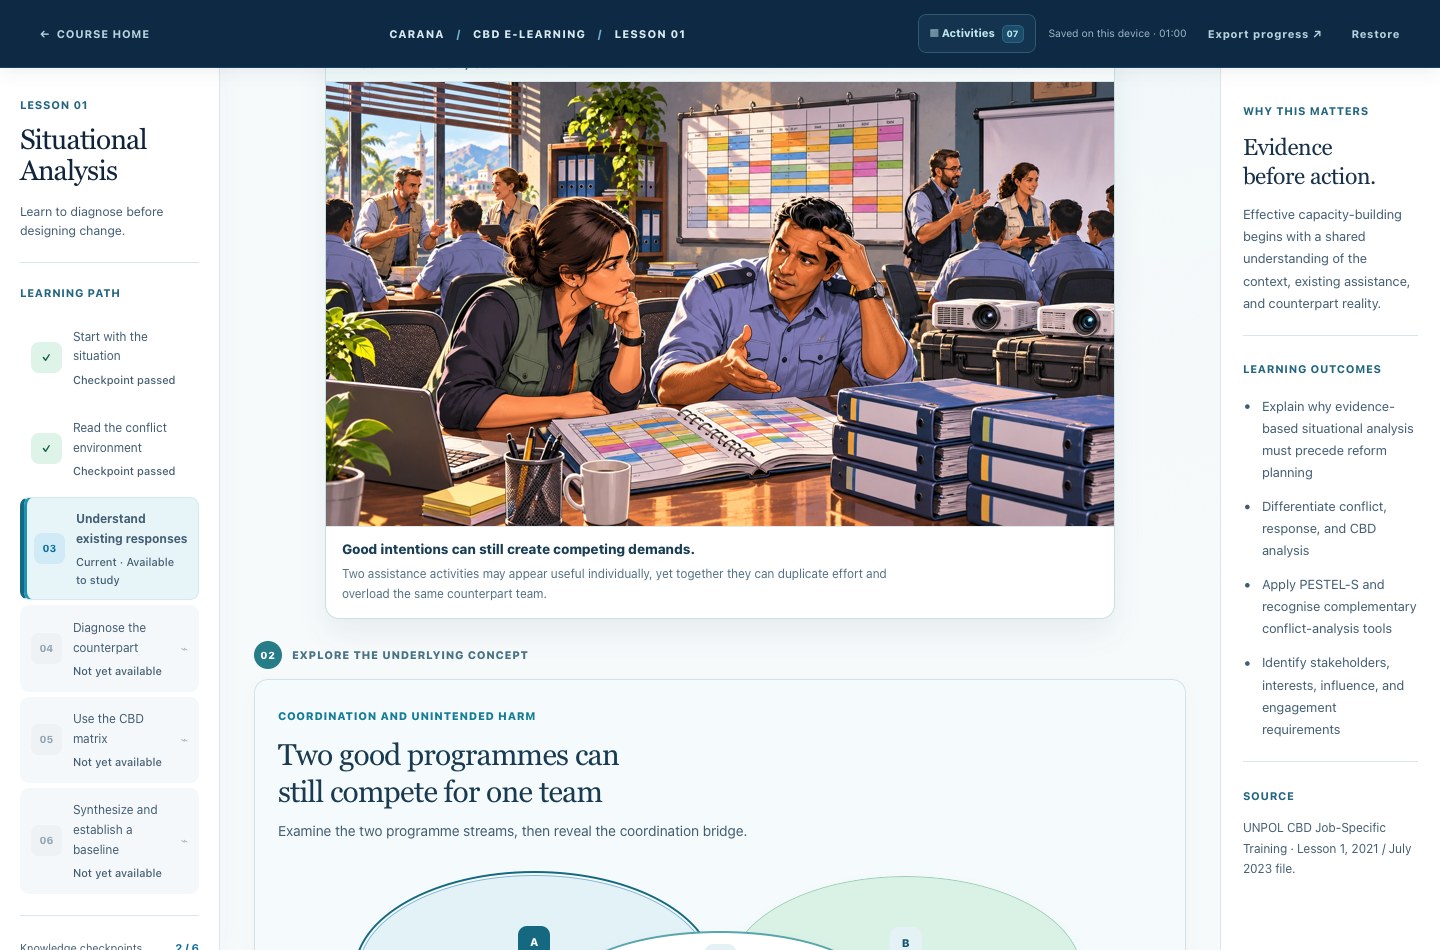 ← COURSE HOME
CARANA / CBD E-LEARNING / LESSON 01
Activities 07
Saved on this device · 01:00
Export progress ↗
Restore
LESSON 01
Situational
Analysis
Learn to diagnose before
designing change.
LEARNING PATH
✓
Start with the
situation
Checkpoint passed
✓
Read the conflict
environment
Checkpoint passed
03
Understand
existing responses
Current · Available
to study
04
Diagnose the
counterpart
Not yet available
05
Use the CBD
matrix
Not yet available
06
Synthesize and
establish a
baseline
Not yet available
Knowledge checkpoints 2 / 6
Good intentions can still create competing demands.
Two assistance activities may appear useful individually, yet together they can duplicate effort and
overload the same counterpart team.
02 EXPLORE THE UNDERLYING CONCEPT
COORDINATION AND UNINTENDED HARM
Two good programmes can
still compete for one team
Examine the two programme streams, then reveal the coordination bridge.
A
B
WHY THIS MATTERS
Evidence
before action.
Effective capacity-building
begins with a shared
understanding of the
context, existing assistance,
and counterpart reality.
LEARNING OUTCOMES
• Explain why evidence-
based situational analysis
must precede reform
planning
• Differentiate conflict,
response, and CBD
analysis
• Apply PESTEL-S and
recognise complementary
conflict-analysis tools
• Identify stakeholders,
interests, influence, and
engagement
requirements
SOURCE
UNPOL CBD Job-Specific
Training · Lesson 1, 2021 / July
2023 file.